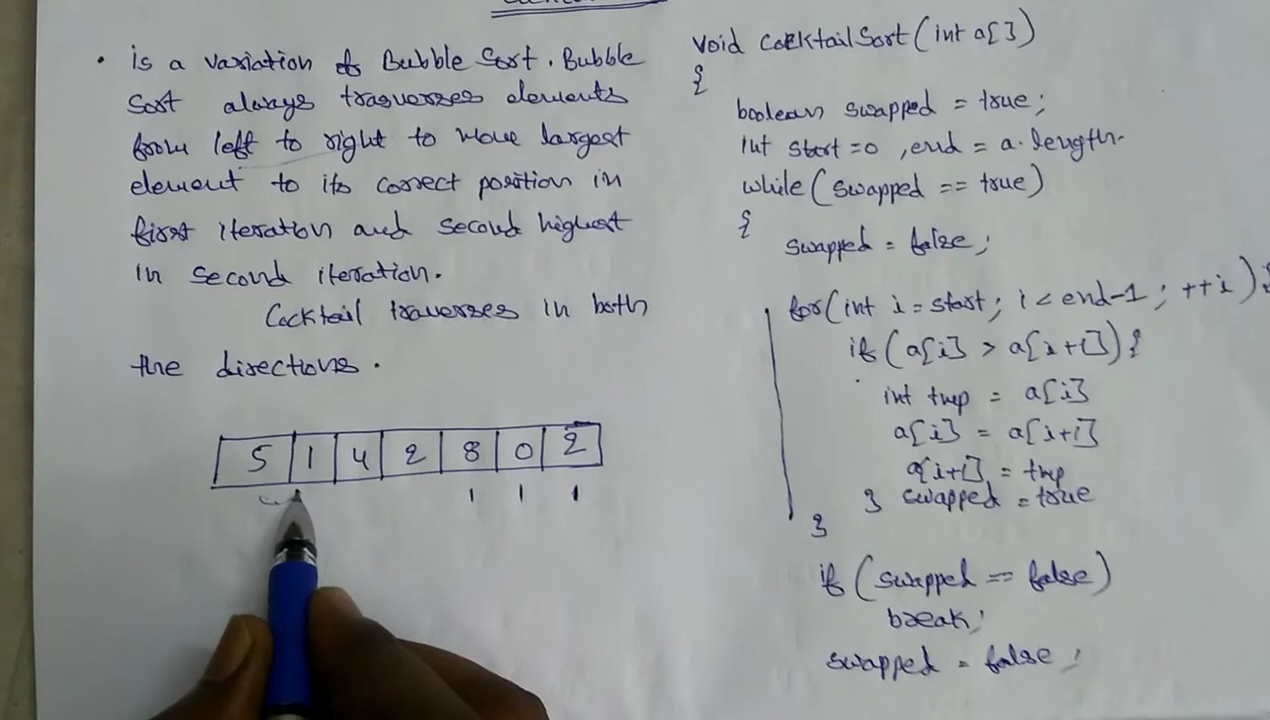 • is a variation of Bubble Sort. Bubble
Sort always trasverses elements
from left to right to move largest
element to its correct position in
first iteration and second highest
in second iteration.
Cocktail traverses in both
the directions.
5 1 4 2 8 0 2
void CocktailSort(int a[])
{
boolean swapped = true;
int start=0 ,end = a.length-
while(swapped == true)
{
swapped = false;
for(int i=start; i<end-1; ++i){
if(a[i] > a[i+1]){
int tmp = a[i]
a[i] = a[i+1]
a[i+1] = tmp
} swapped = true
}
if(swapped == false)
break;
swapped = false;